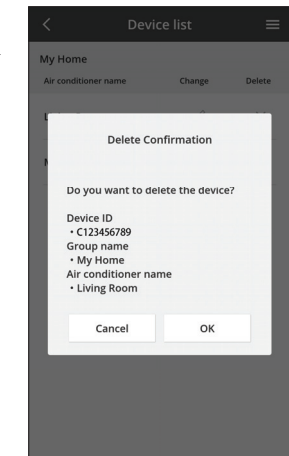 Device list
My Home
Air conditioner name Change Delete
L
M
Delete Confirmation
Do you want to delete the device?
Device ID
• C123456789
Group name
• My Home
Air conditioner name
• Living Room
Cancel OK